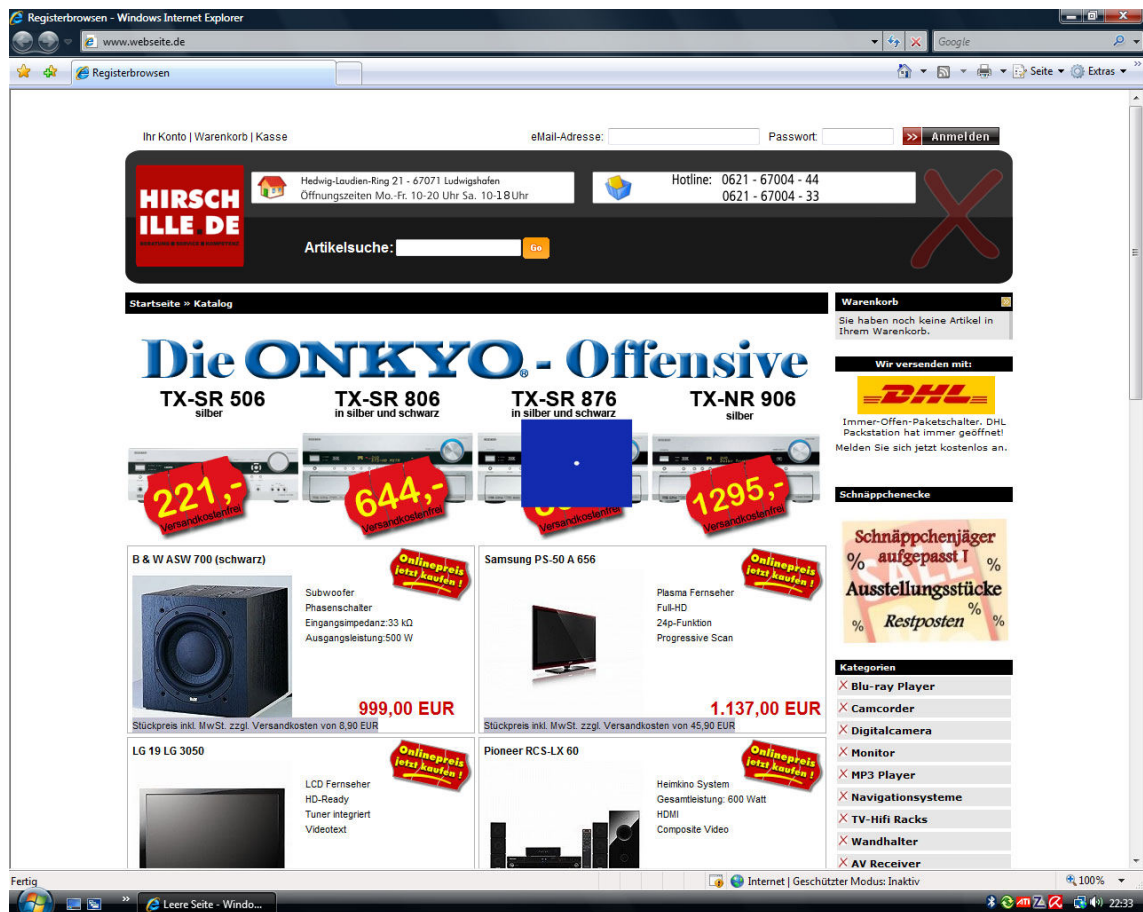 Registerbrowsen - Windows Internet Explorer
www.webseite.de
Google
Registerbrowsen
Seite
Extras
Ihr Konto | Warenkorb | Kasse
eMail-Adresse:
Passwort:
Anmelden
HIRSCH
ILLE.DE
Hedwig-Laudien-Ring 21 - 67071 Ludwigshafen
Öffnungszeiten Mo.-Fr. 10-20 Uhr Sa. 10-18 Uhr
Hotline: 0621 - 67004 - 44
0621 - 67004 - 33
Artikelsuche:
Go
Startseite » Katalog
Die ONKYO® - Offensive
TX-SR 506
silber
TX-SR 806
in silber und schwarz
TX-SR 876
in silber und schwarz
TX-NR 906
silber
221,-
Versandkostenfrei
644,-
Versandkostenfrei
Versandkostenfrei
1295,-
Versandkostenfrei
B & W ASW 700 (schwarz)
Onlinepreis
jetzt kaufen !
Subwoofer
Phasenschalter
Eingangsimpedanz:33 kΩ
Ausgangsleistung:500 W
999,00 EUR
Stückpreis inkl. MwSt. zzgl. Versandkosten von 8,90 EUR
Samsung PS-50 A 656
Onlinepreis
jetzt kaufen !
Plasma Fernseher
Full-HD
24p-Funktion
Progressive Scan
1.137,00 EUR
Stückpreis inkl. MwSt. zzgl. Versandkosten von 45,90 EUR
LG 19 LG 3050
Onlinepreis
jetzt kaufen !
LCD Fernseher
HD-Ready
Tuner integriert
Videotext
Pioneer RCS-LX 60
Onlinepreis
jetzt kaufen !
Heimkino System
Gesamtleistung: 600 Watt
HDMI
Composite Video
Warenkorb
Sie haben noch keine Artikel in
Ihrem Warenkorb.
Wir versenden mit:
DHL
Immer-Offen-Paketschalter. DHL
Packstation hat immer geöffnet!
Melden Sie sich jetzt kostenlos an.
Schnäppchenecke
Schnäppchenjäger
% aufgepasst ! %
Ausstellungsstücke
%
% Restposten %
Kategorien
Blu-ray Player
Camcorder
Digitalcamera
Monitor
MP3 Player
Navigationsysteme
TV-Hifi Racks
Wandhalter
AV Receiver
Fertig
Internet | Geschützter Modus: Inaktiv
100%
Leere Seite - Windo...
22:33